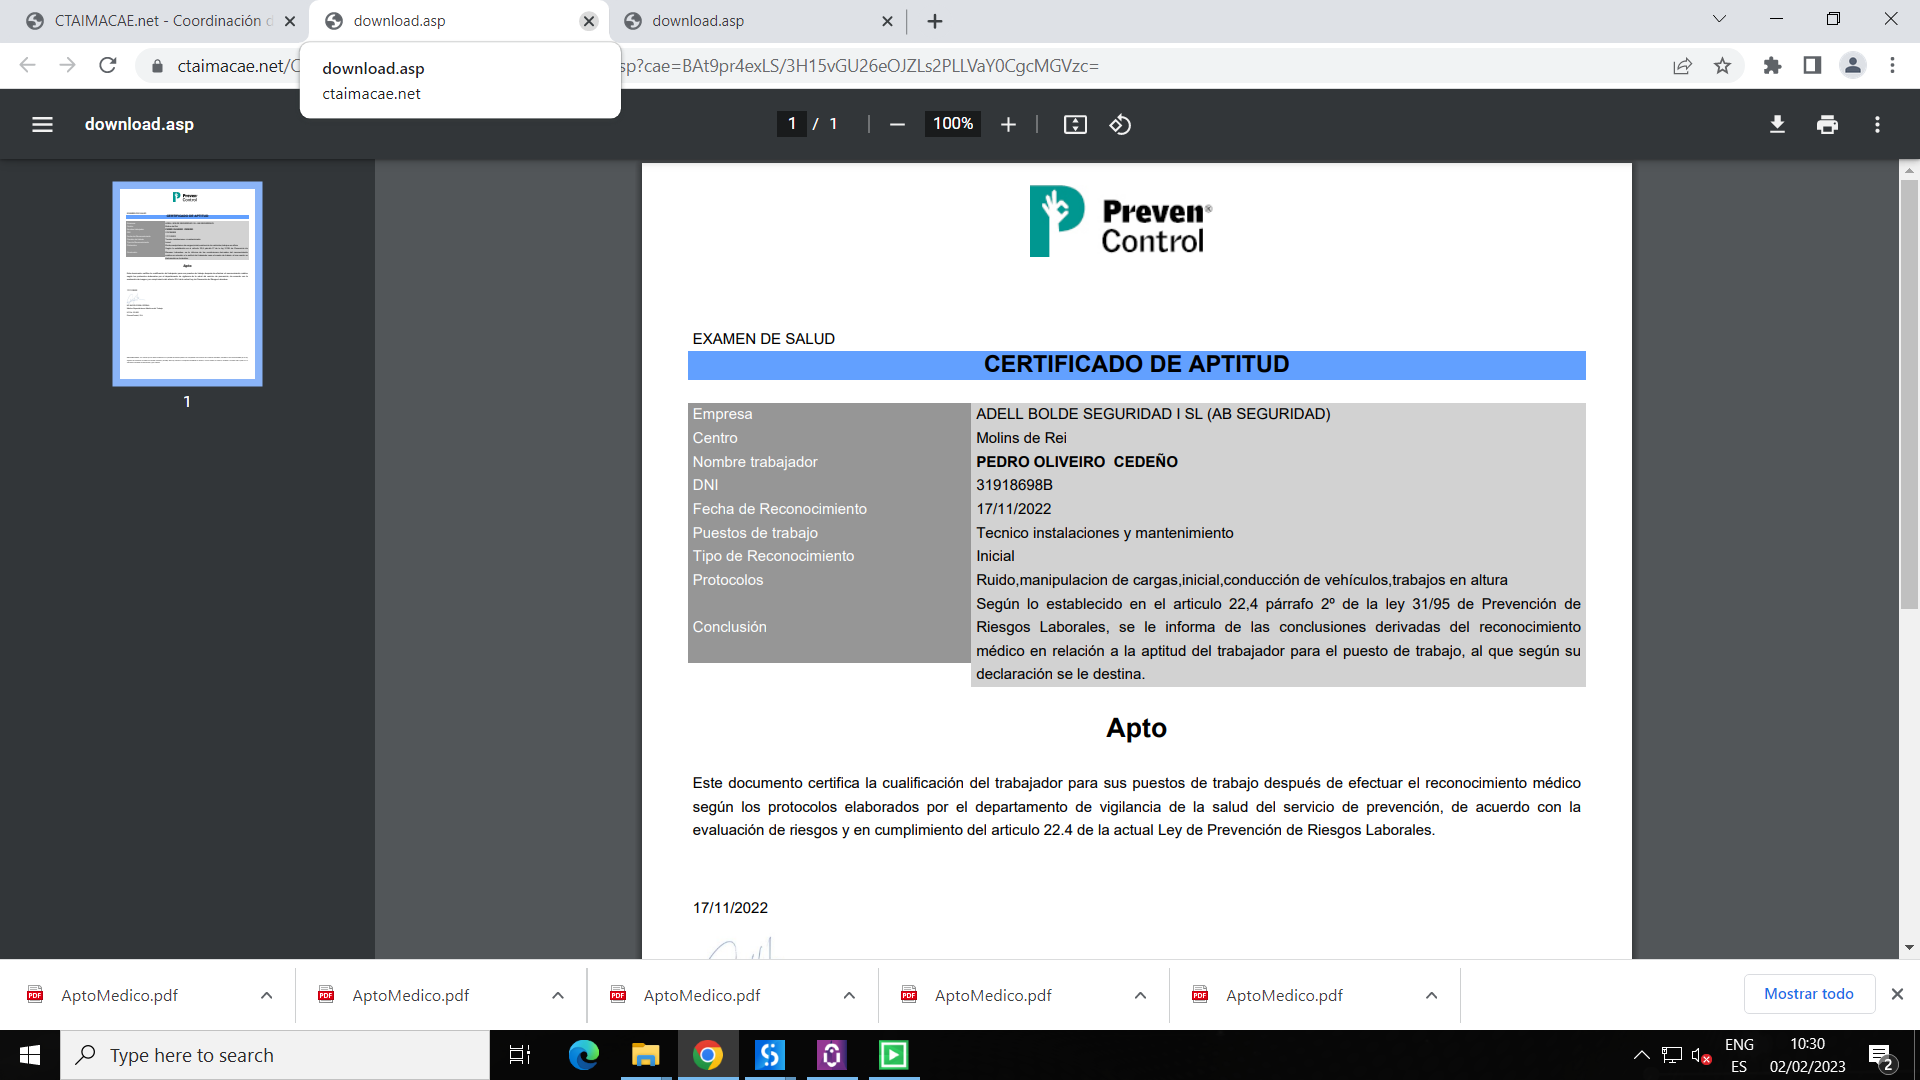 CTAIMACAE.net - Coordinación d
download.asp
download.asp
ctaimacae.net/C
sp?cae=BAt9pr4exLS/3H15vGU26eOJZLs2PLLVaY0CgcMGVzc=
download.asp
ctaimacae.net
download.asp
1 / 1
100%
Preven®
Control
EXAMEN DE SALUD
CERTIFICADO DE APTITUD
Empresa ADELL BOLDE SEGURIDAD I SL (AB SEGURIDAD)
Centro Molins de Rei
Nombre trabajador PEDRO OLIVEIRO CEDEÑO
DNI 31918698B
Fecha de Reconocimiento 17/11/2022
Puestos de trabajo Tecnico instalaciones y mantenimiento
Tipo de Reconocimiento Inicial
Protocolos Ruido,manipulacion de cargas,inicial,conducción de vehículos,trabajos en altura
Según lo establecido en el articulo 22,4 párrafo 2º de la ley 31/95 de Prevención de
Conclusión Riesgos Laborales, se le informa de las conclusiones derivadas del reconocimiento
médico en relación a la aptitud del trabajador para el puesto de trabajo, al que según su
declaración se le destina.
Apto
Este documento certifica la cualificación del trabajador para sus puestos de trabajo después de efectuar el reconocimiento médico
según los protocolos elaborados por el departamento de vigilancia de la salud del servicio de prevención, de acuerdo con la
evaluación de riesgos y en cumplimiento del articulo 22.4 de la actual Ley de Prevención de Riesgos Laborales.
17/11/2022
1
AptoMedico.pdf
AptoMedico.pdf
AptoMedico.pdf
AptoMedico.pdf
AptoMedico.pdf
Mostrar todo
Type here to search
ENG
ES
10:30
02/02/2023
2